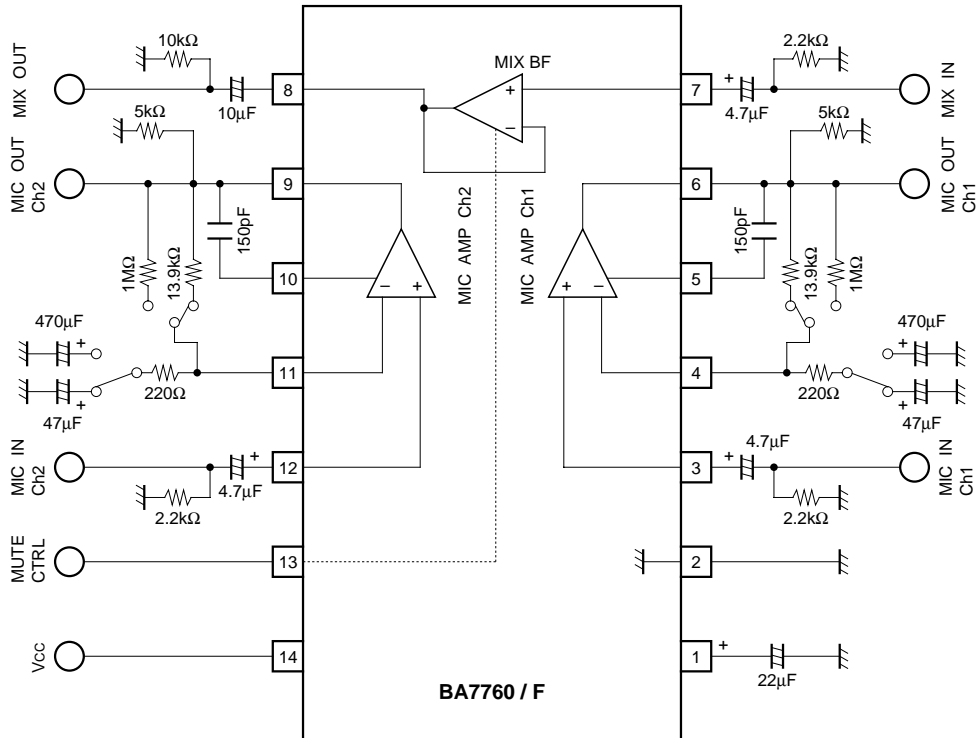 10kΩ
MIX BF
2.2kΩ
MIX OUT
8
+
7
+
MIX IN
10µF
−
4.7µF
5kΩ
5kΩ
MIC OUT
Ch2
9
MIC AMP Ch2
MIC AMP Ch1
6
MIC OUT
Ch1
150pF
150pF
1MΩ
13.9kΩ
10
− +
+ −
5
13.9kΩ
1MΩ
470µF
+
470µF
+
11
4
220Ω
220Ω
+
47µF
+
47µF
MIC IN
Ch2
+
12
3
+
4.7µF
MIC IN
Ch1
4.7µF
2.2kΩ
2.2kΩ
MUTE
CTRL
13
2
Vcc
14
1
+
22µF
BA7760 / F